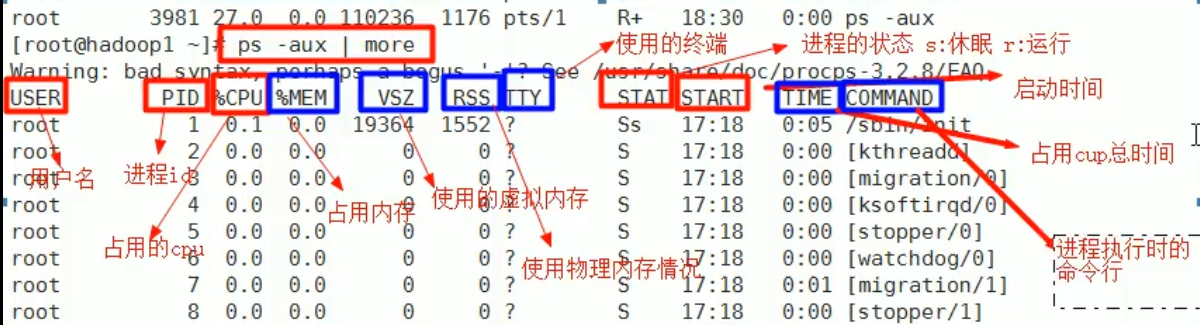 root 3981 27.0 0.0 110236 1176 pts/1 R+ 18:30 0:00 ps -aux
[root@hadoop1 ~]# ps -aux | more 使用的终端 进程的状态 s:休眠 r:运行
Warning: bad syntax, perhaps a bogus '-'? See /usr/share/doc/procps-3.2.8/FAQ
USER PID %CPU %MEM VSZ RSS TTY STAT START TIME COMMAND 启动时间
root 1 0.1 0.0 19364 1552 ? Ss 17:18 0:05 /sbin/init
root 2 0.0 0.0 0 0 ? S 17:18 0:00 [kthreadd] 占用cup总时间
用户名 进程id
root 3 0.0 0.0 0 0 ? S 17:18 0:00 [migration/0]
占用内存 使用的虚拟内存
root 4 0.0 0.0 0 0 ? S 17:18 0:00 [ksoftirqd/0]
root 5 0.0 0.0 0 0 ? S 17:18 0:00 [stopper/0]
占用的cpu 进程执行时的
root 6 0.0 0.0 0 0 ? S 17:18 0:00 [watchdog/0]
使用物理内存情况 命令行
root 7 0.0 0.0 0 0 ? S 17:18 0:01 [migration/1]
root 8 0.0 0.0 0 0 ? S 17:18 0:00 [stopper/1]